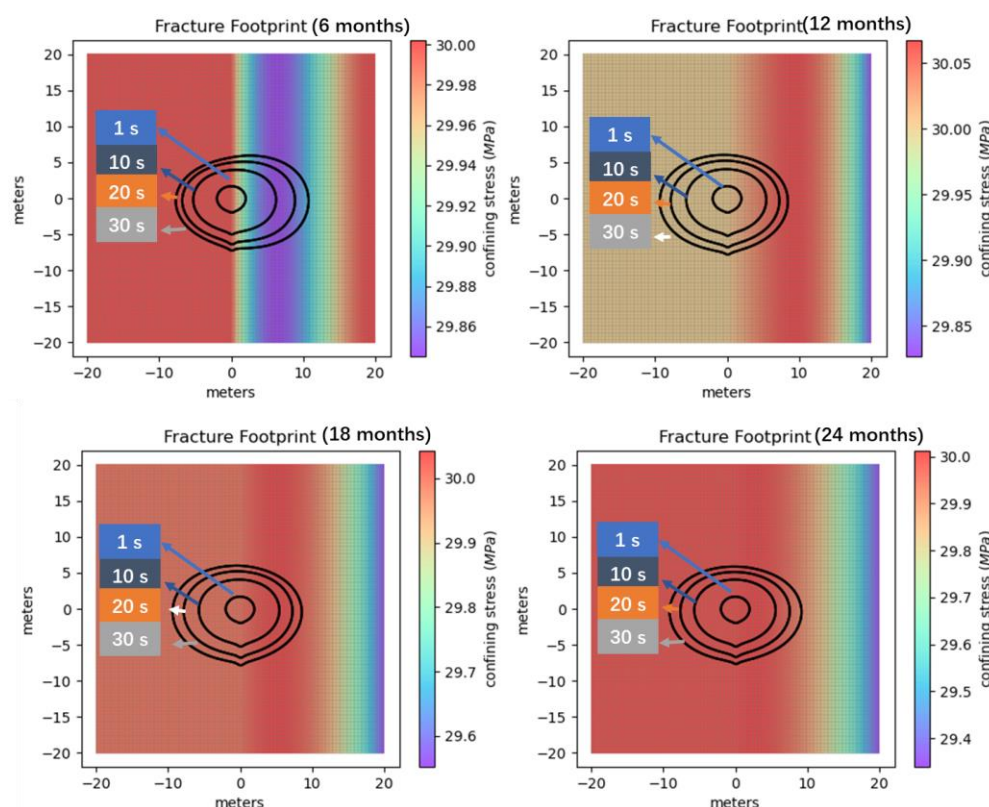 Fracture Footprint (6 months)
20
15
10
5
0
−5
−10
−15
−20
meters
1 s
10 s
20 s
30 s
−20
−10
0
10
20
meters
30.00
29.98
29.96
29.94
29.92
29.90
29.88
29.86
confining stress (MPa)
Fracture Footprint (12 months)
20
15
10
5
0
−5
−10
−15
−20
meters
1 s
10 s
20 s
30 s
−20
−10
0
10
20
meters
30.05
30.00
29.95
29.90
29.85
confining stress (MPa)
Fracture Footprint (18 months)
20
15
10
5
0
−5
−10
−15
−20
meters
1 s
10 s
20 s
30 s
−20
−10
0
10
20
meters
30.0
29.9
29.8
29.7
29.6
confining stress (MPa)
Fracture Footprint (24 months)
20
15
10
5
0
−5
−10
−15
−20
meters
1 s
10 s
20 s
30 s
−20
−10
0
10
20
meters
30.0
29.9
29.8
29.7
29.6
29.5
29.4
confining stress (MPa)